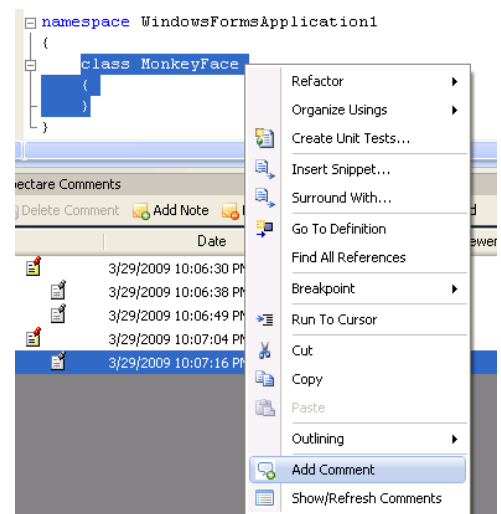 namespace WindowsFormsApplication1
{
class MonkeyFace
{
}
}
Refactor
Organize Usings
Create Unit Tests...
Insert Snippet...
Surround With...
Go To Definition
Find All References
Breakpoint
Run To Cursor
Cut
Copy
Paste
Outlining
Add Comment
Show/Refresh Comments
pectare Comments
Delete Comment Add Note
Date ewer
3/29/2009 10:06:30 PM
3/29/2009 10:06:38 PM
3/29/2009 10:06:49 PM
3/29/2009 10:07:04 PM
3/29/2009 10:07:16 PM